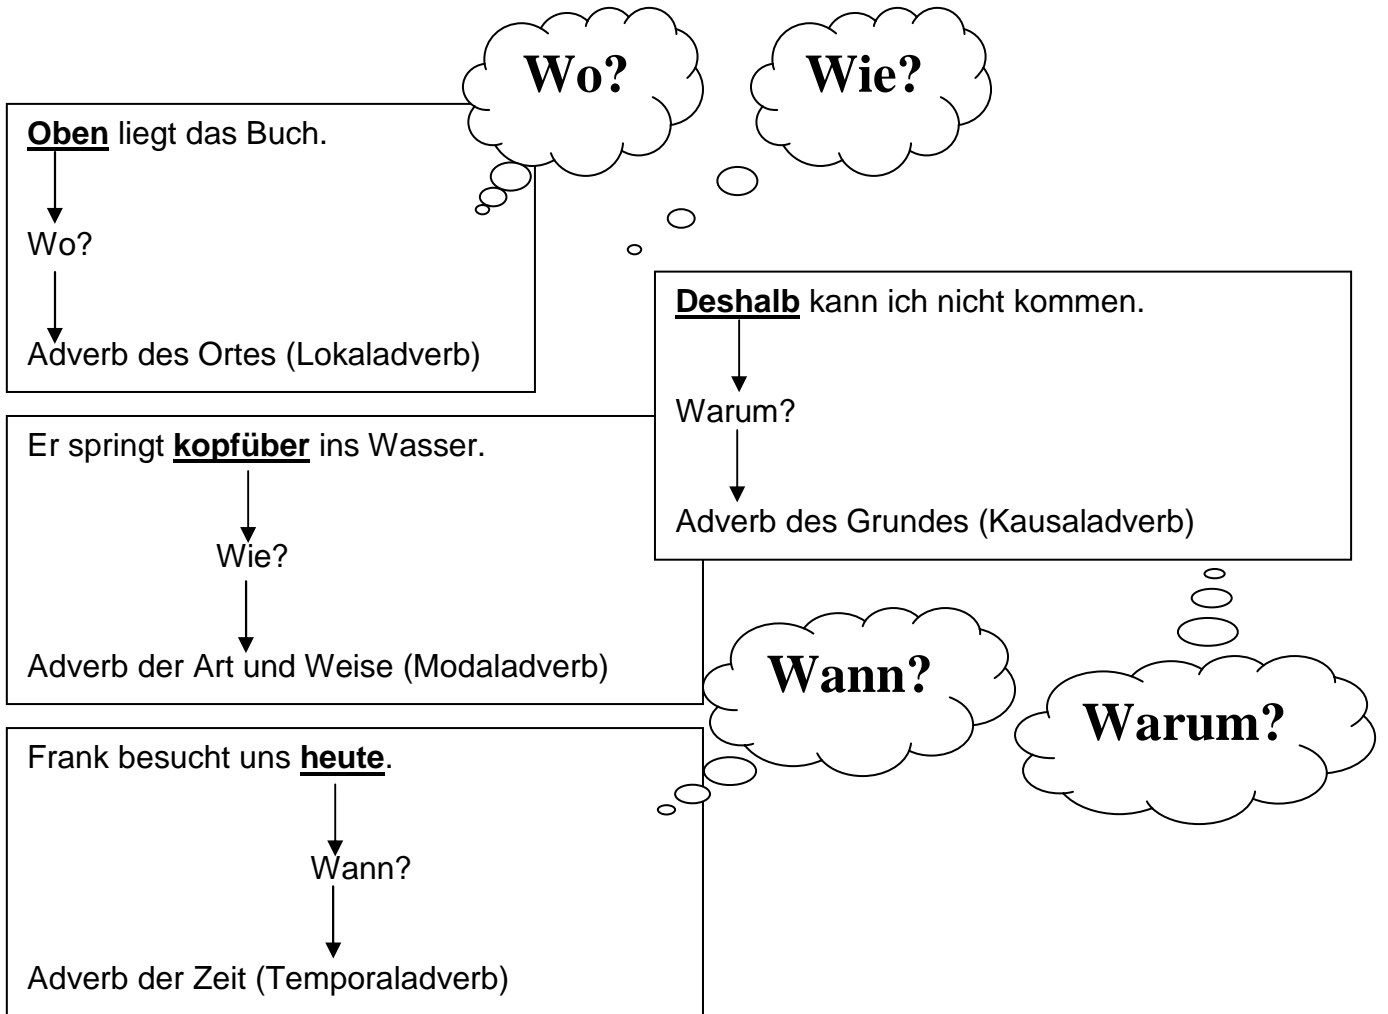 Wo?
Wie?
Oben liegt das Buch.
Wo?
Adverb des Ortes (Lokaladverb)
Deshalb kann ich nicht kommen.
Warum?
Adverb des Grundes (Kausaladverb)
Er springt kopfüber ins Wasser.
Wie?
Adverb der Art und Weise (Modaladverb)
Wann?
Warum?
Frank besucht uns heute.
Wann?
Adverb der Zeit (Temporaladverb)